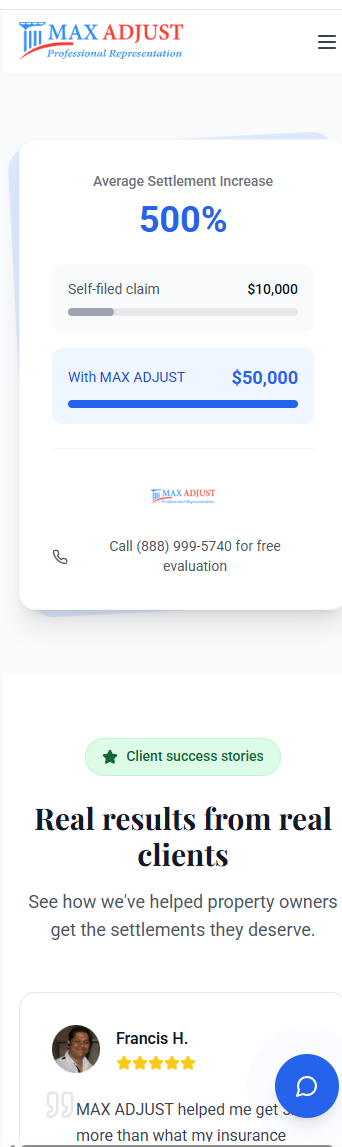 MAX ADJUST
Professional Representation
Average Settlement Increase
500%
Self-filed claim $10,000
With MAX ADJUST $50,000
MAX ADJUST
Professional Representation
Call (888) 999-5740 for free
evaluation
Client success stories
Real results from real
clients
See how we've helped property owners
get the settlements they deserve.
Francis H.
MAX ADJUST helped me get
more than what my insurance